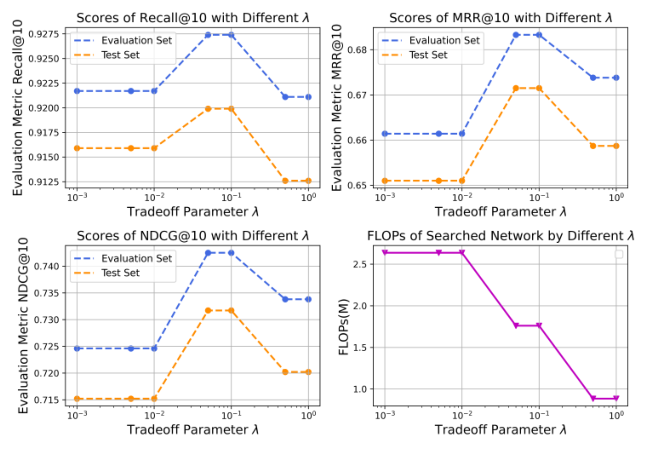 Scores of Recall@10 with Different λ
Evaluation Metric Recall@10
0.9275
0.9250
0.9225
0.9200
0.9175
0.9150
0.9125
Evaluation Set
Test Set
10⁻³
10⁻²
10⁻¹
10⁰
Tradeoff Parameter λ
Scores of MRR@10 with Different λ
Evaluation Metric MRR@10
0.68
0.67
0.66
0.65
Evaluation Set
Test Set
10⁻³
10⁻²
10⁻¹
10⁰
Tradeoff Parameter λ
Scores of NDCG@10 with Different λ
Evaluation Metric NDCG@10
0.740
0.735
0.730
0.725
0.720
0.715
Evaluation Set
Test Set
10⁻³
10⁻²
10⁻¹
10⁰
Tradeoff Parameter λ
FLOPs of Searched Network by Different λ
FLOPs(M)
2.5
2.0
1.5
1.0
10⁻³
10⁻²
10⁻¹
10⁰
Tradeoff Parameter λ